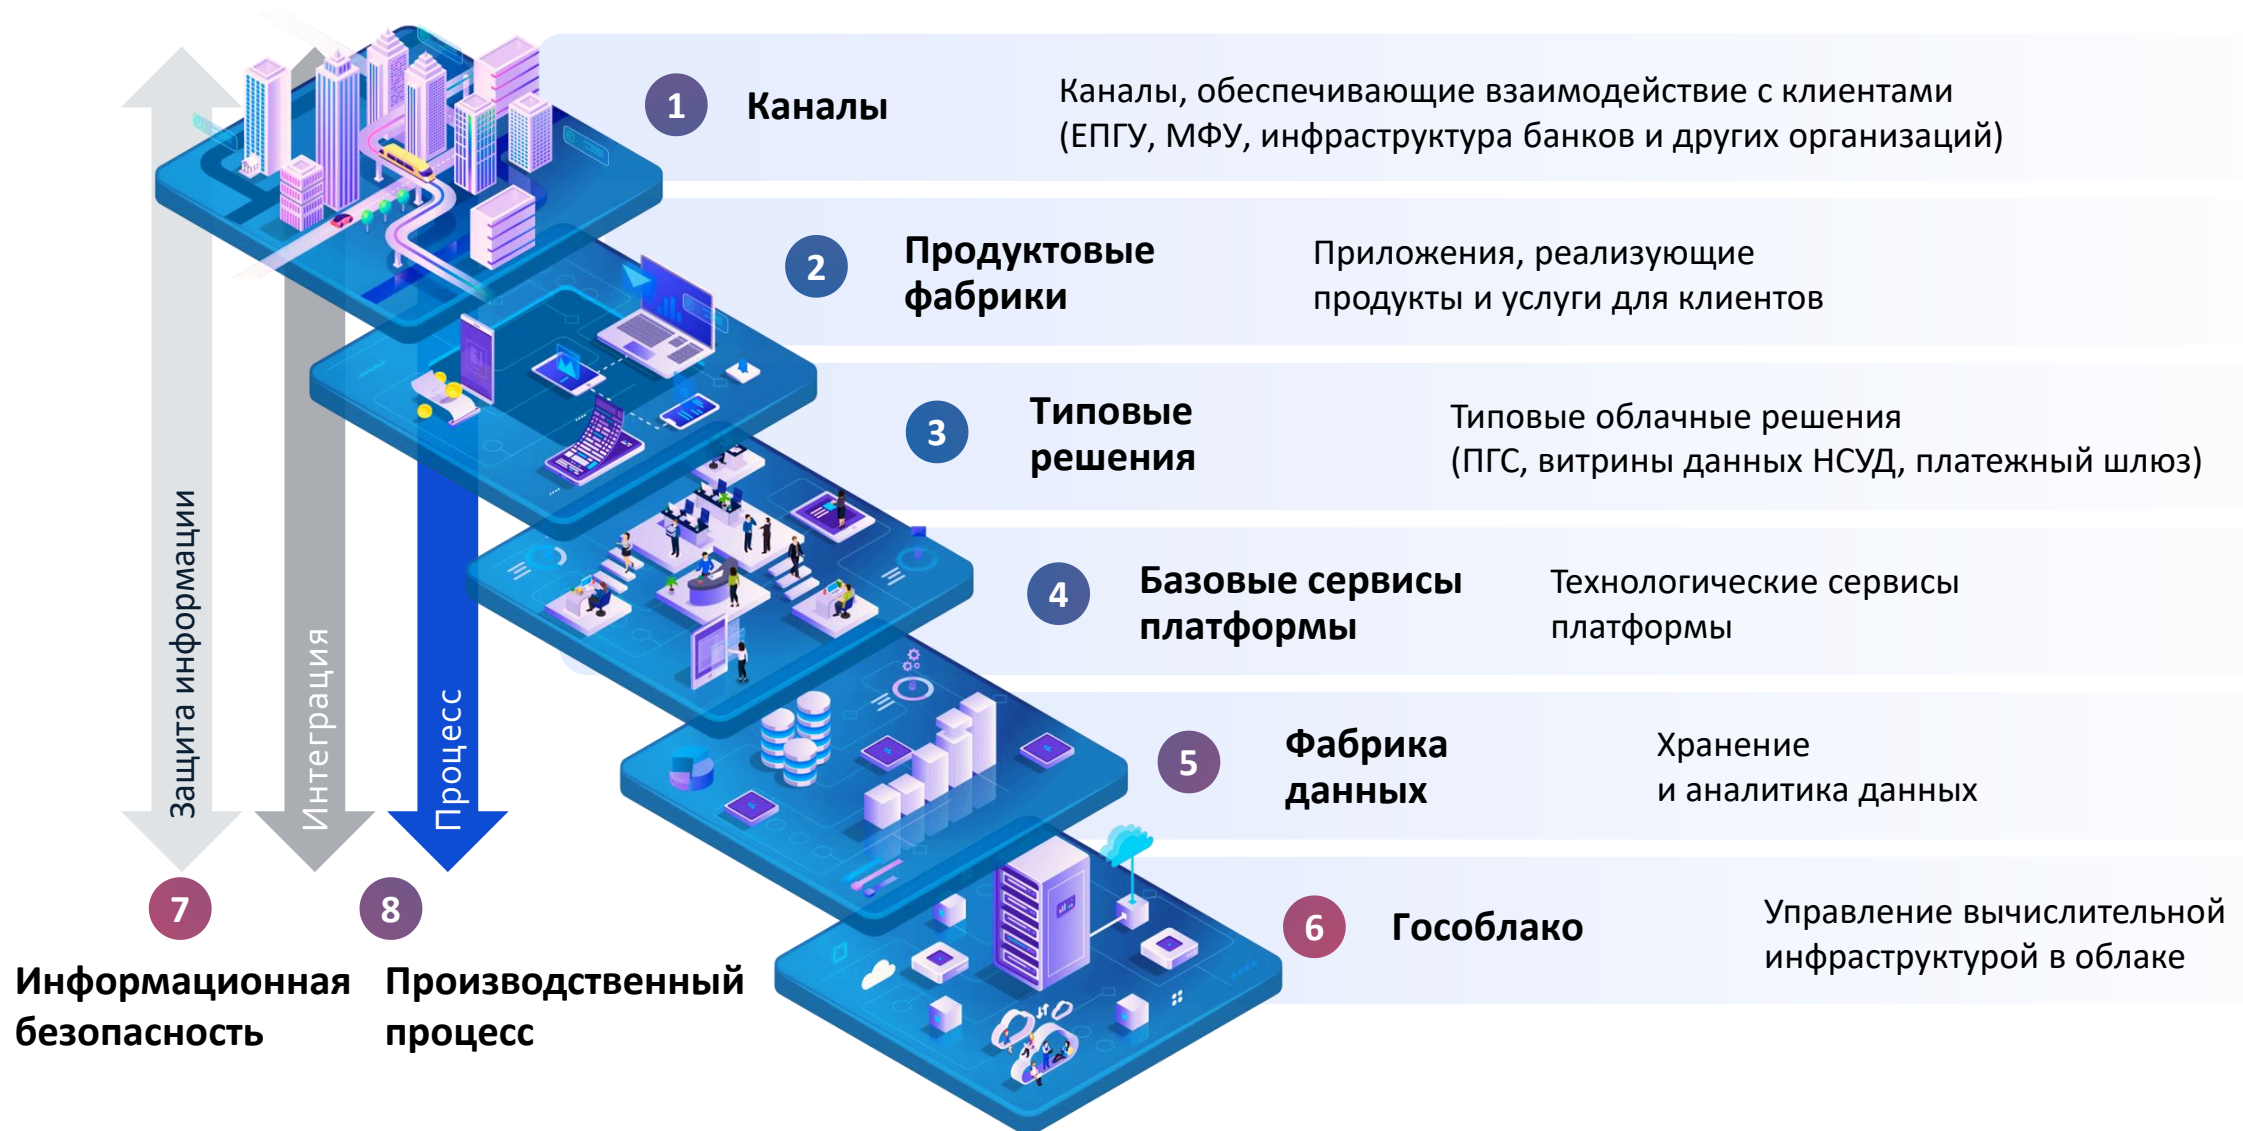 1
Каналы
Каналы, обеспечивающие взаимодействие с клиентами
(ЕПГУ, МФУ, инфраструктура банков и других организаций)
2
Продуктовые
фабрики
Приложения, реализующие
продукты и услуги для клиентов
3
Типовые
решения
Типовые облачные решения
(ПГС, витрины данных НСУД, платежный шлюз)
4
Базовые сервисы
платформы
Технологические сервисы
платформы
5
Фабрика
данных
Хранение
и аналитика данных
6
Гособлако
Управление вычислительной
инфраструктурой в облаке
Защита информации
Интеграция
Процесс
7
Информационная
безопасность
8
Производственный
процесс